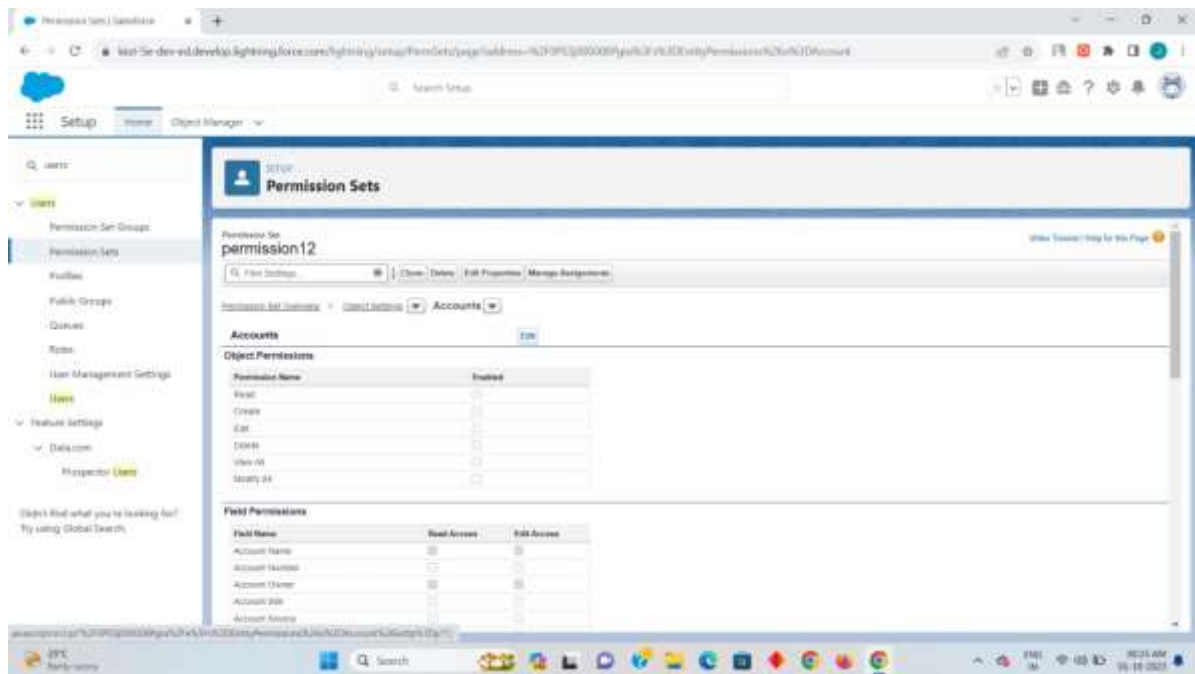 Permission Sets | Salesforce
Search Setup
Setup
Home
Object Manager
users
Users
Permission Set Groups
Permission Sets
Profiles
Public Groups
Queues
Roles
User Management Settings
Users
Feature Settings
Data.com
Prospector Users
Didn't find what you're looking for?
Try using Global Search.
SETUP
Permission Sets
Permission Set
permission12
Video Tutorial | Help for this Page
Find Settings...
Clone Delete Edit Properties Manage Assignments
Permission Set Overview > Object Settings Accounts
Accounts Edit
Object Permissions
Permission Name Enabled
Read
Create
Edit
Delete
View All
Modify All
Field Permissions
Field Name Read Access Edit Access
Account Name
Account Number
Account Owner
Account Site
Account Source
Search
ENG
IN